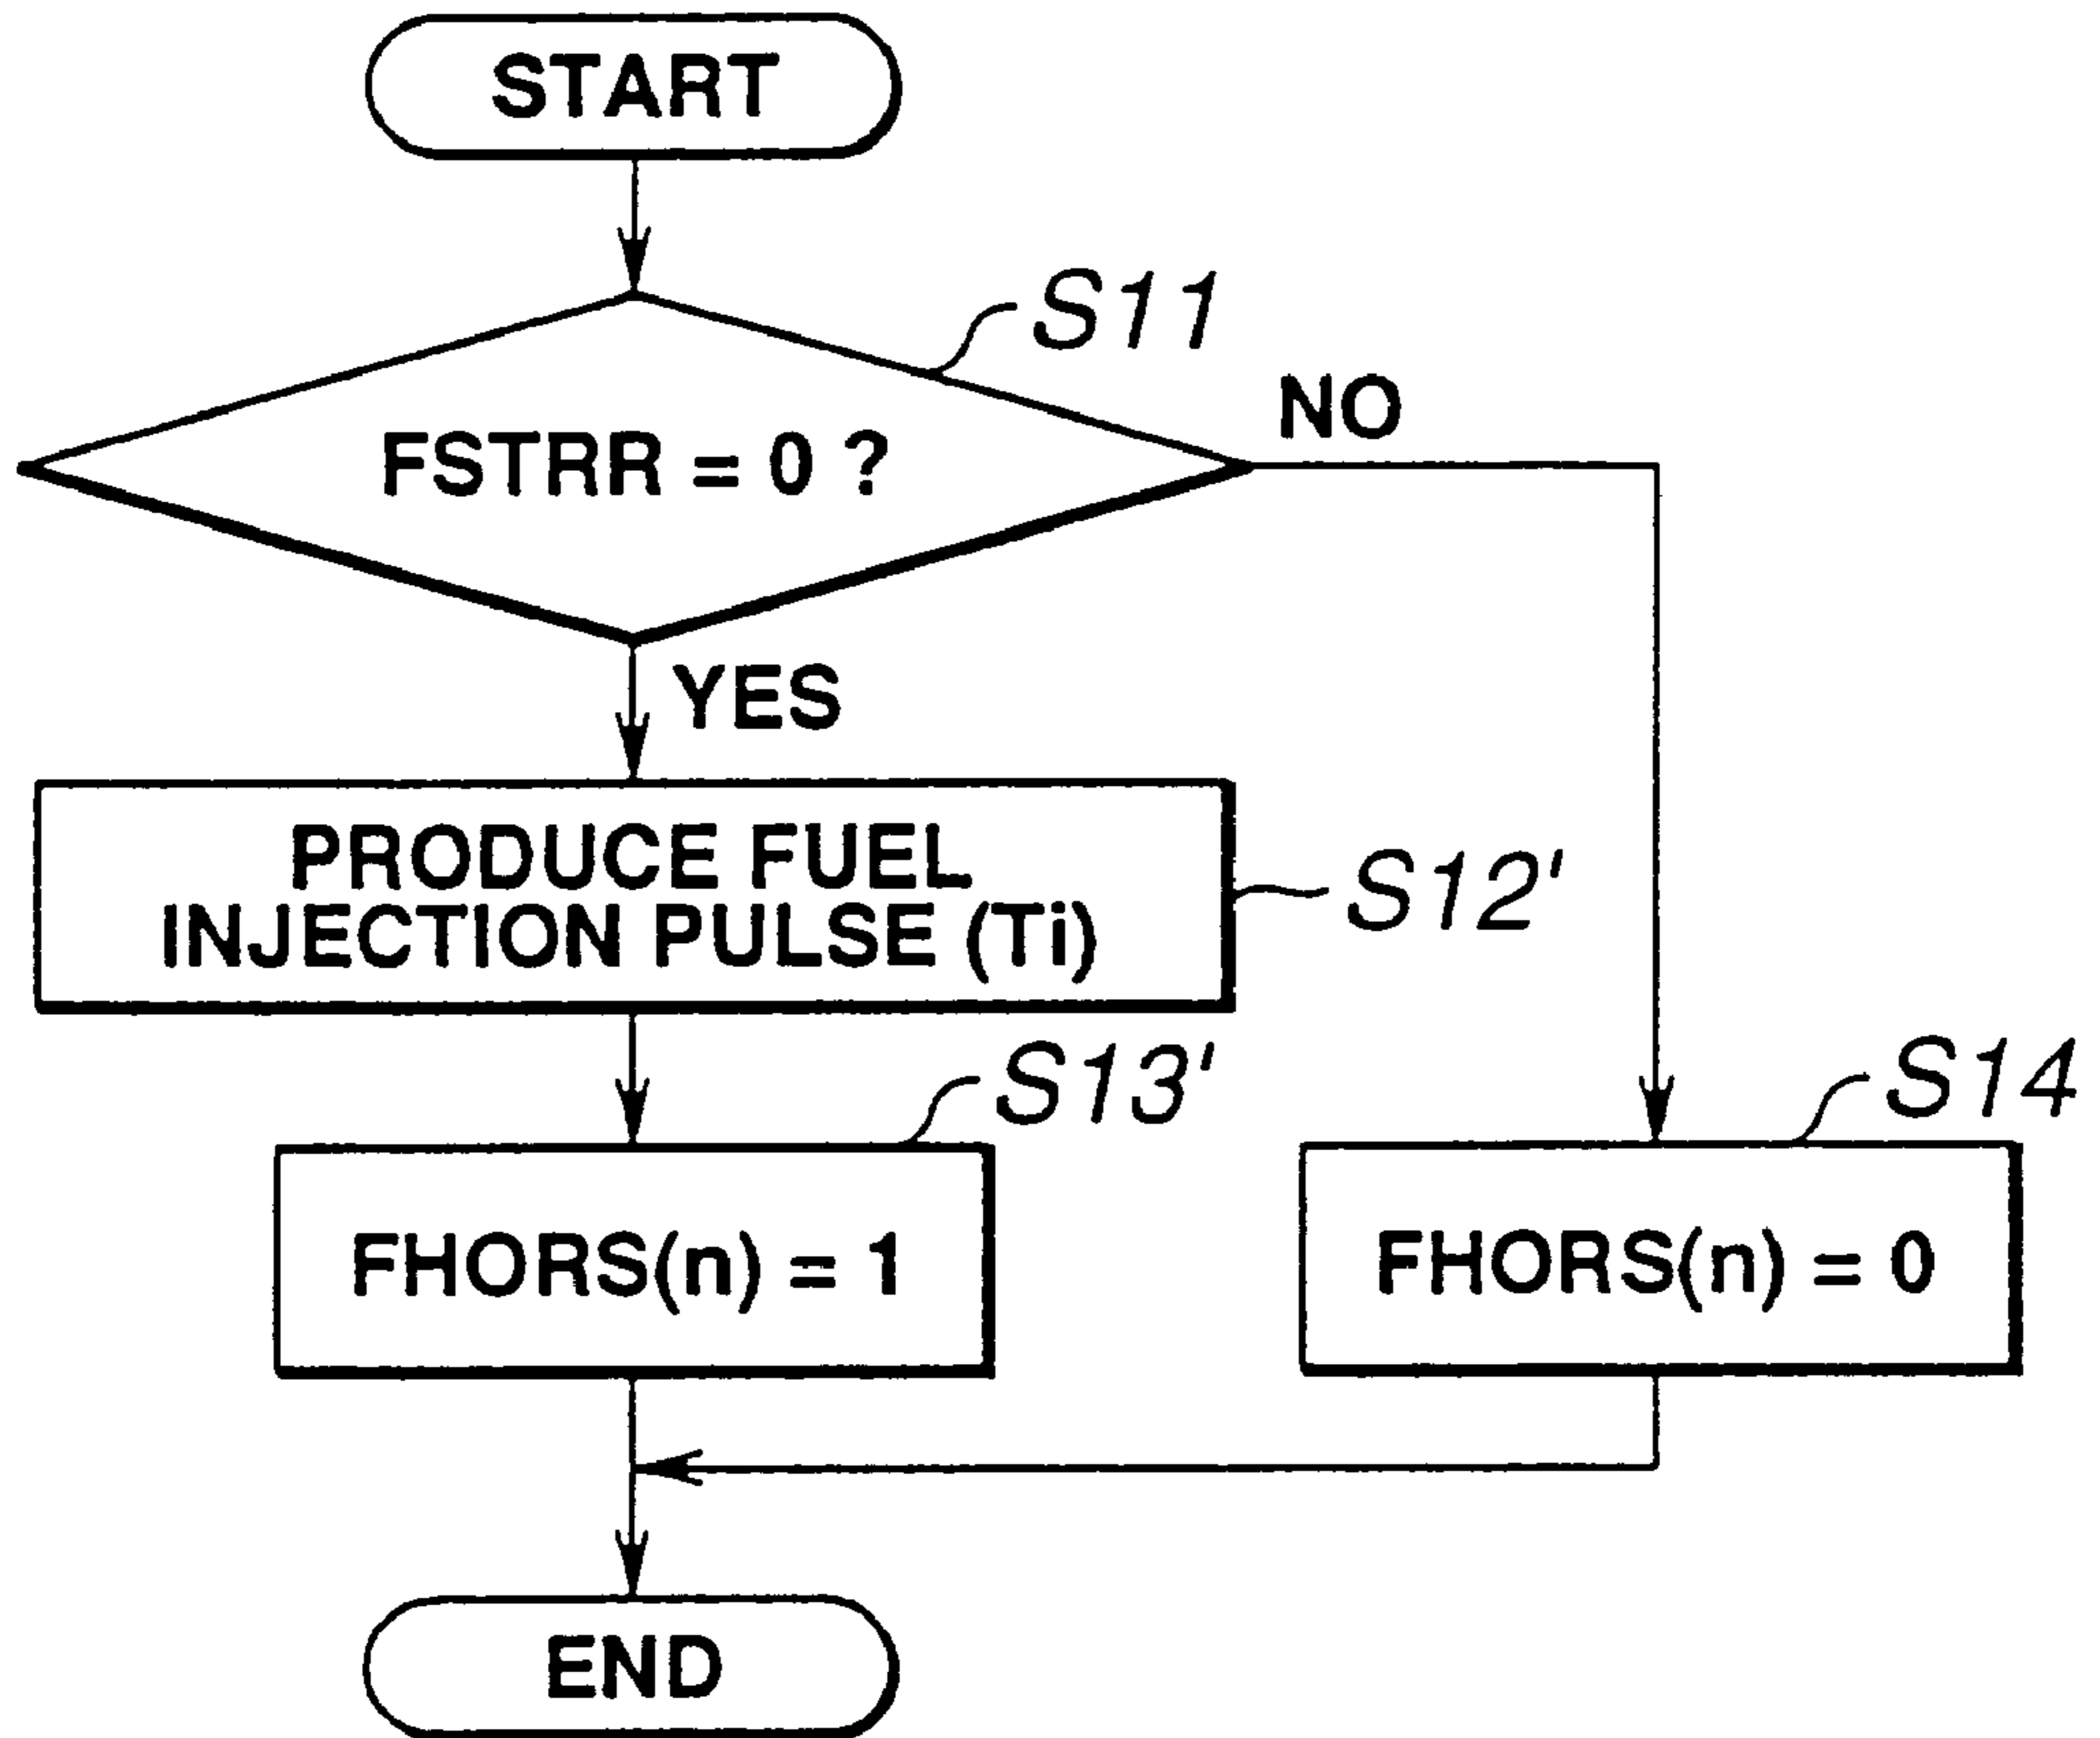 START
S11
FSTRR = 0 ?
NO
YES
PRODUCE FUEL
INJECTION PULSE (Ti)
S12'
S13'
S14
FHORS(n) = 1
FHORS(n) = 0
END